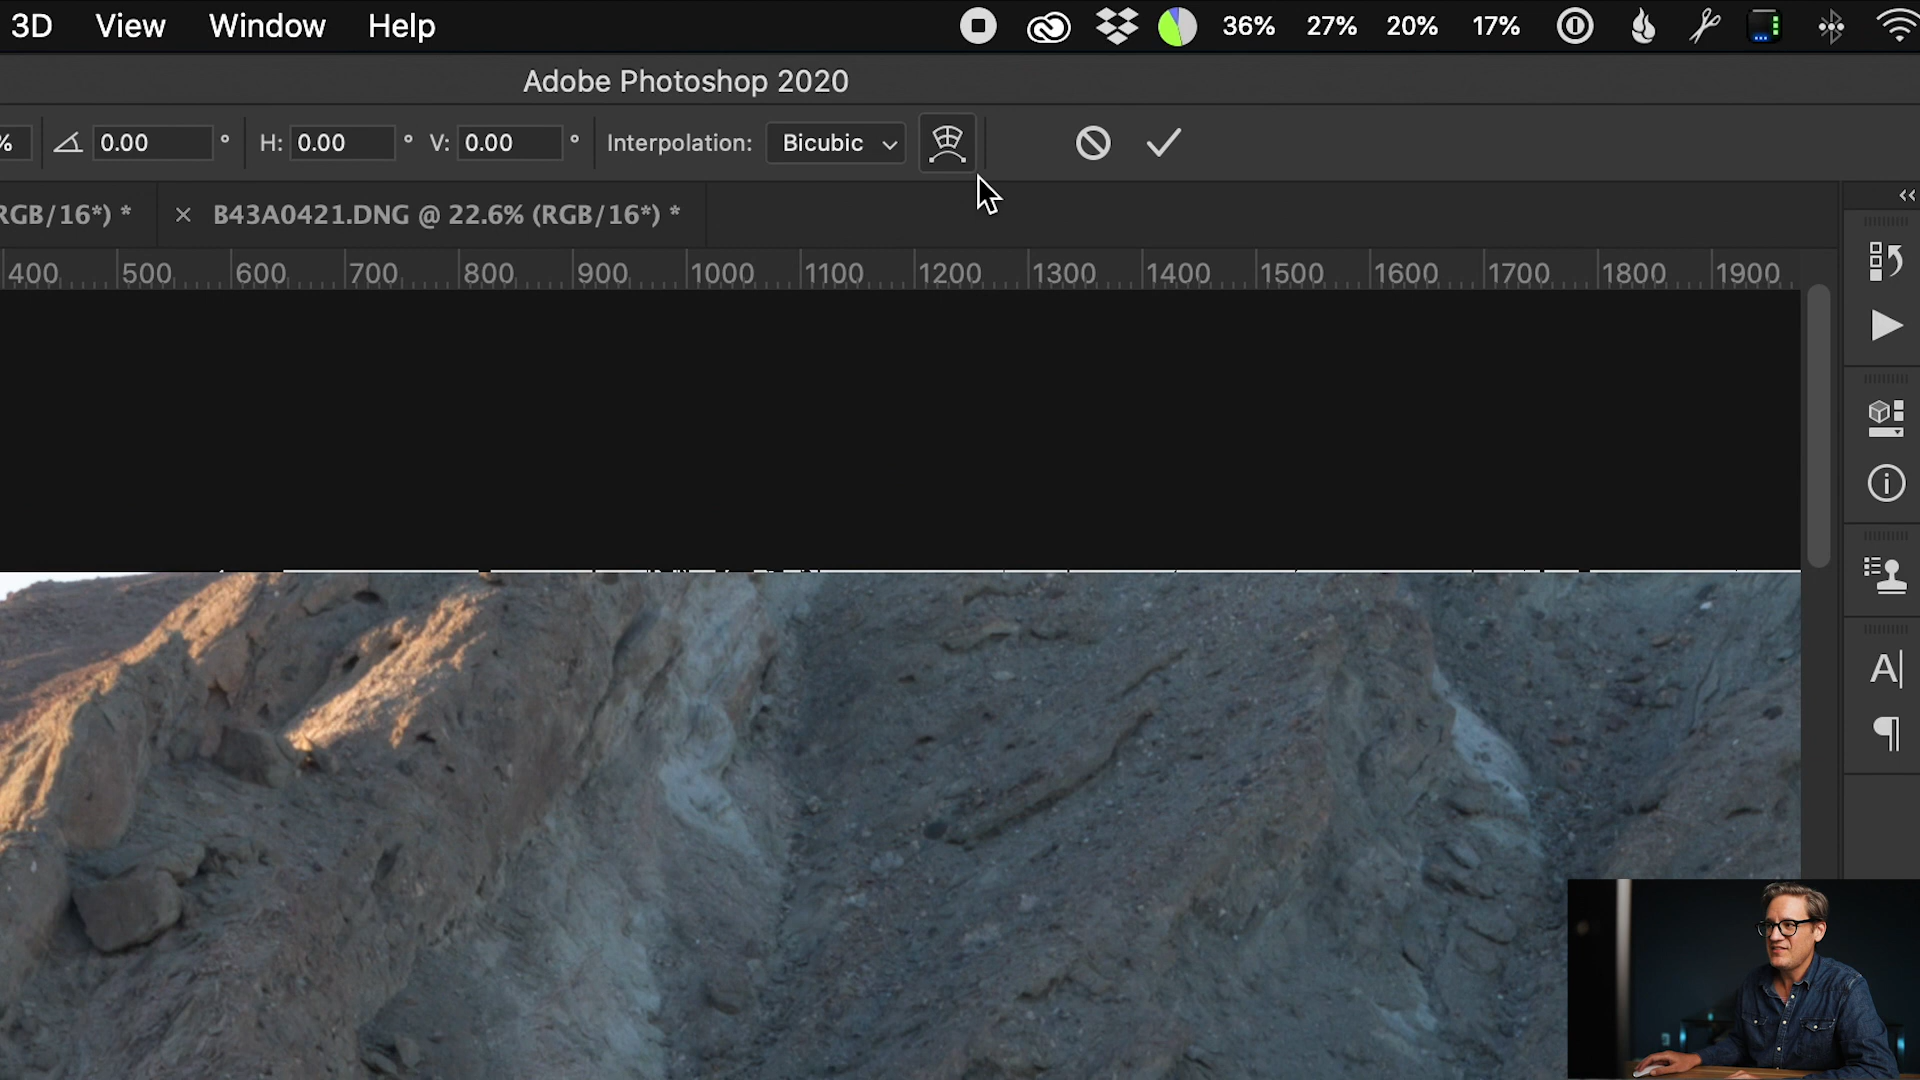 3D View Window Help 36% 27% 20% 17%
Adobe Photoshop 2020
% 0.00 ° H: 0.00 ° V: 0.00 ° Interpolation: Bicubic
RGB/16*) * × B43A0421.DNG @ 22.6% (RGB/16*) *
400 500 600 700 800 900 1000 1100 1200 1300 1400 1500 1600 1700 1800 1900
A
¶